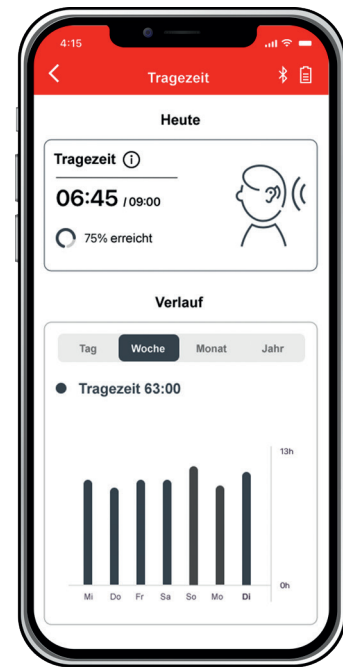 4:15
Tragezeit
Heute
Tragezeit i
06:45 / 09:00
75% erreicht
Verlauf
Tag Woche Monat Jahr
Tragezeit 63:00
13h
0h
Mi Do Fr Sa So Mo Di